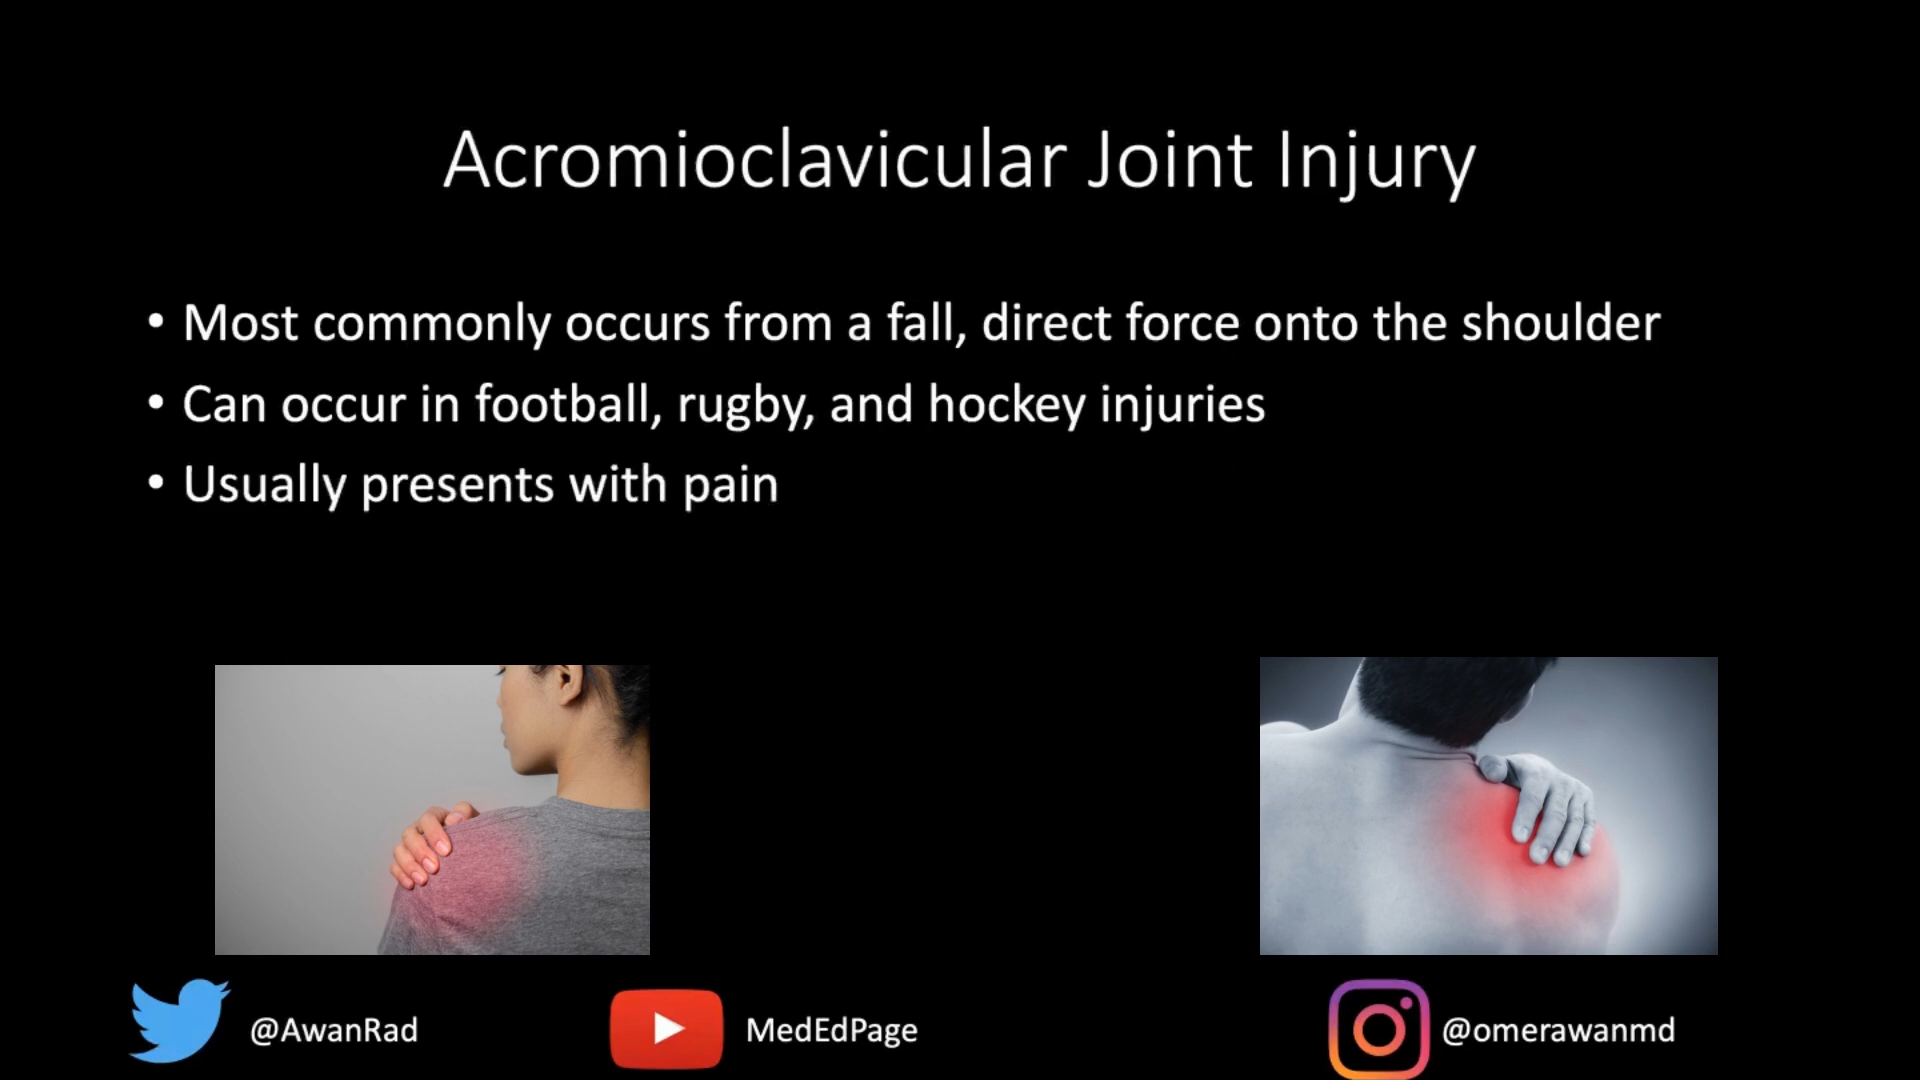 Acromioclavicular Joint Injury
• Most commonly occurs from a fall, direct force onto the shoulder
• Can occur in football, rugby, and hockey injuries
• Usually presents with pain
@AwanRad
MedEdPage
@omerawanmd